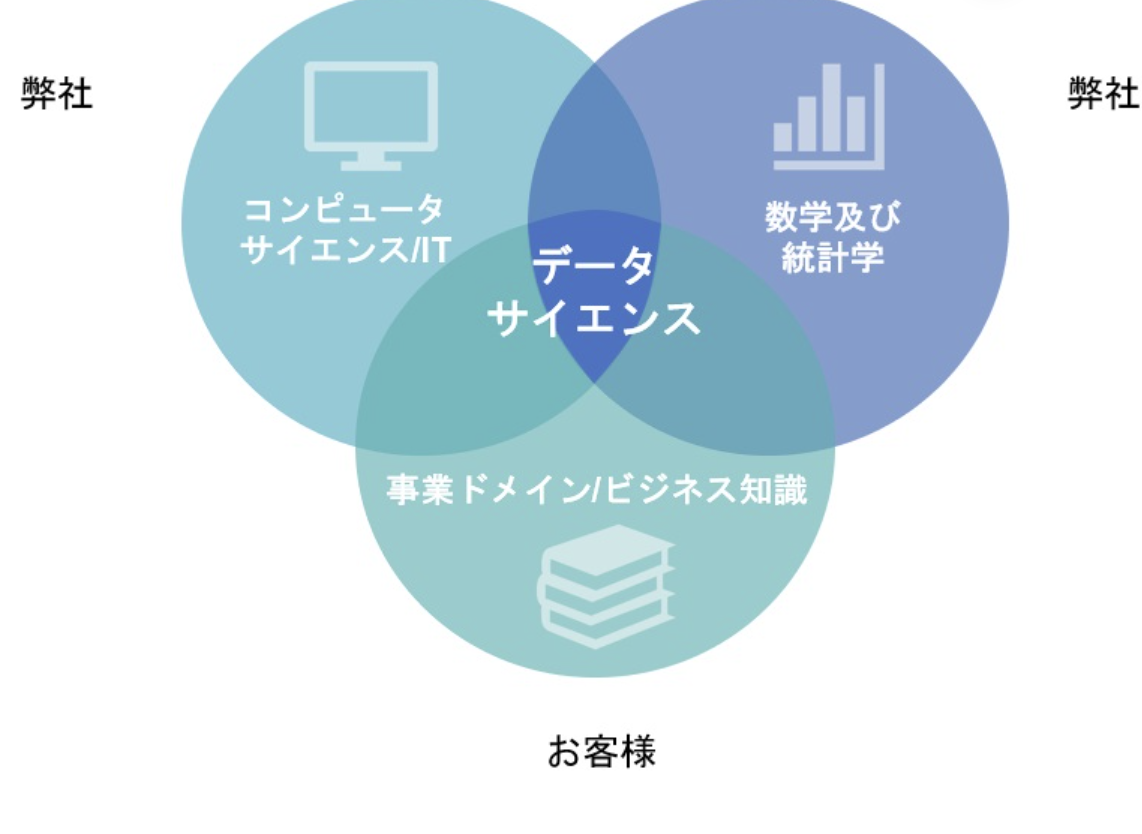 弊社
弊社
コンピュータ
サイエンス/IT
数学及び
統計学
データ
サイエンス
事業ドメイン/ビジネス知識
お客様